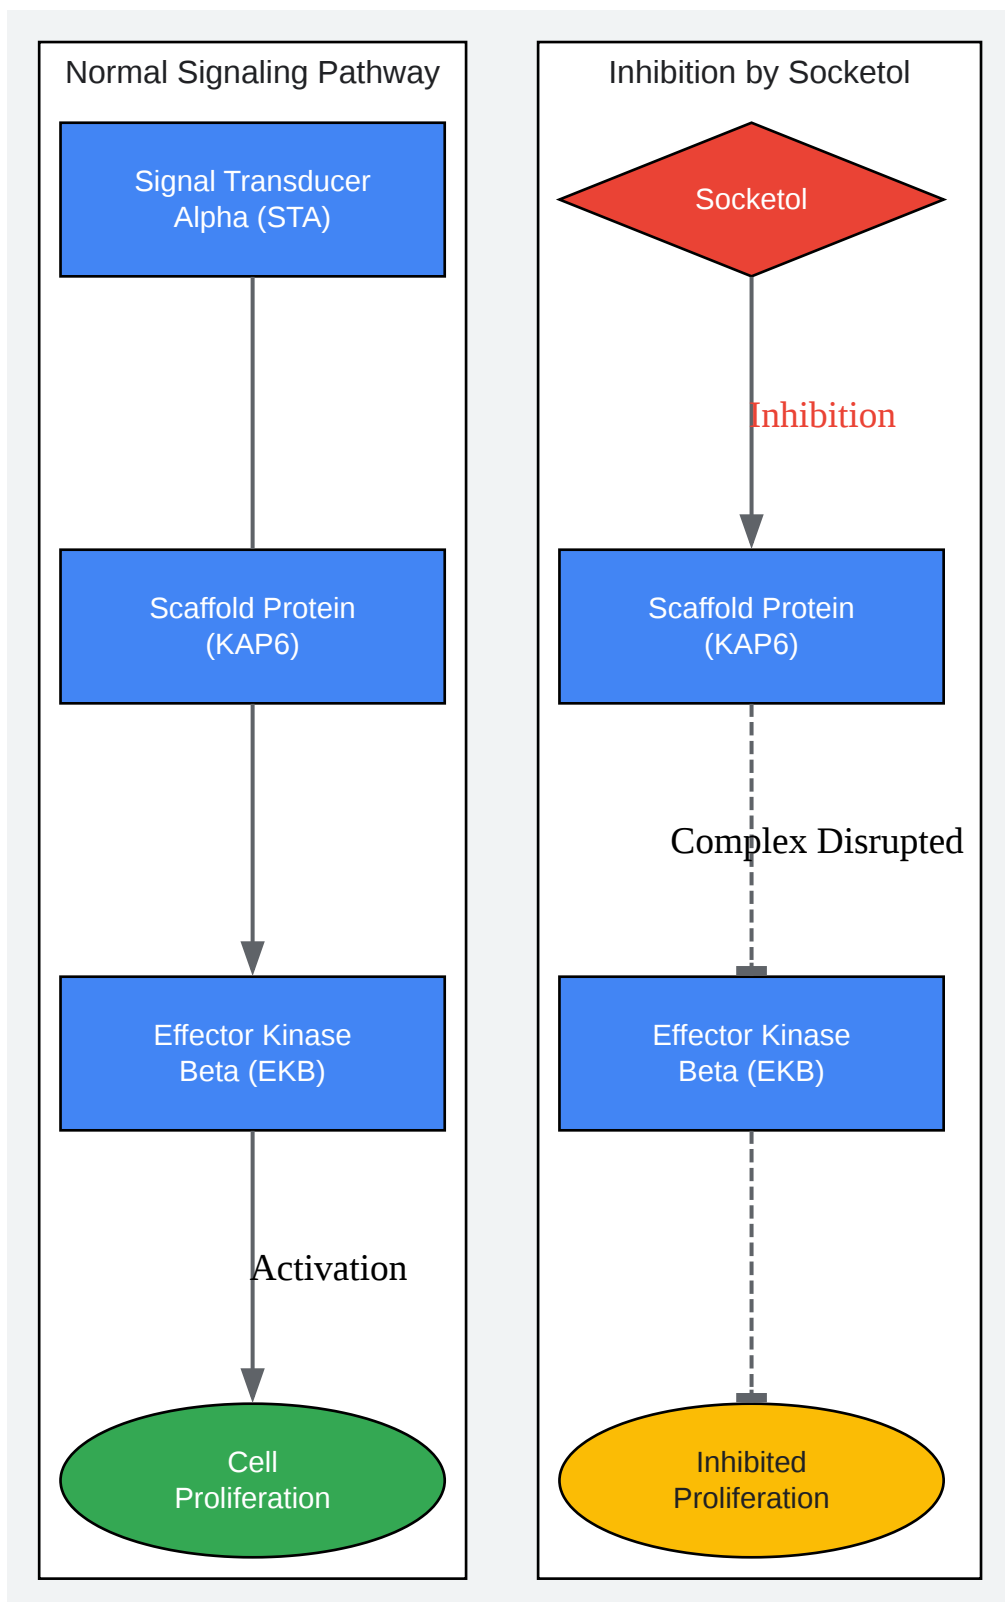 Normal Signaling Pathway
Signal Transducer
Alpha (STA)
Scaffold Protein
(KAP6)
Effector Kinase
Beta (EKB)
Activation
Cell
Proliferation
Inhibition by Socketol
Socketol
Inhibition
Scaffold Protein
(KAP6)
Complex Disrupted
Effector Kinase
Beta (EKB)
Inhibited
Proliferation